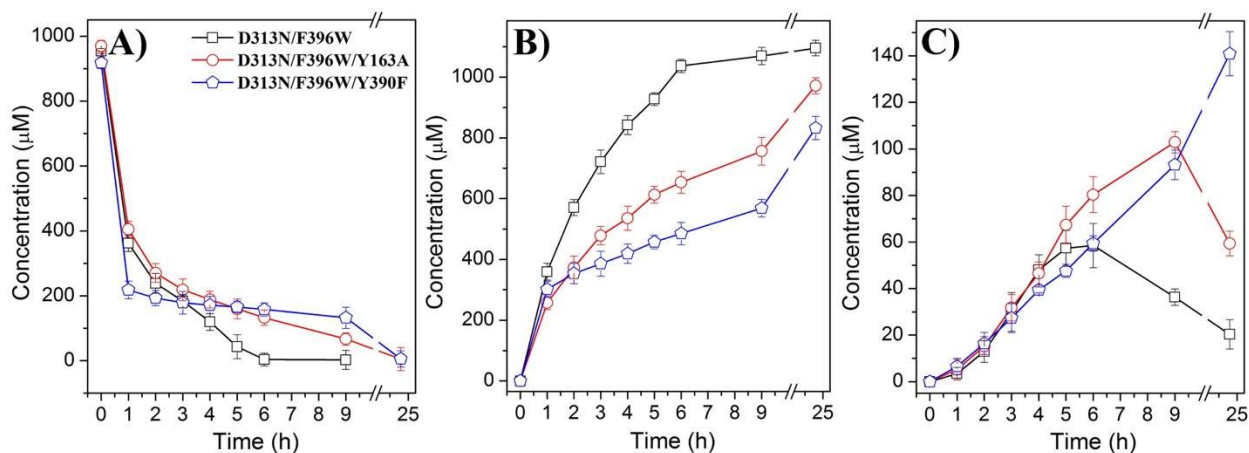 A)
D313N/F396W
D313N/F396W/Y163A
D313N/F396W/Y390F
Concentration (μM)
1000
800
600
400
200
0
0 1 2 3 4 5 6 7 8 9 25
Time (h)
B)
Concentration (μM)
1000
800
600
400
200
0
0 1 2 3 4 5 6 7 8 9 25
Time (h)
C)
Concentration (μM)
140
120
100
80
60
40
20
0
0 1 2 3 4 5 6 7 8 9 25
Time (h)